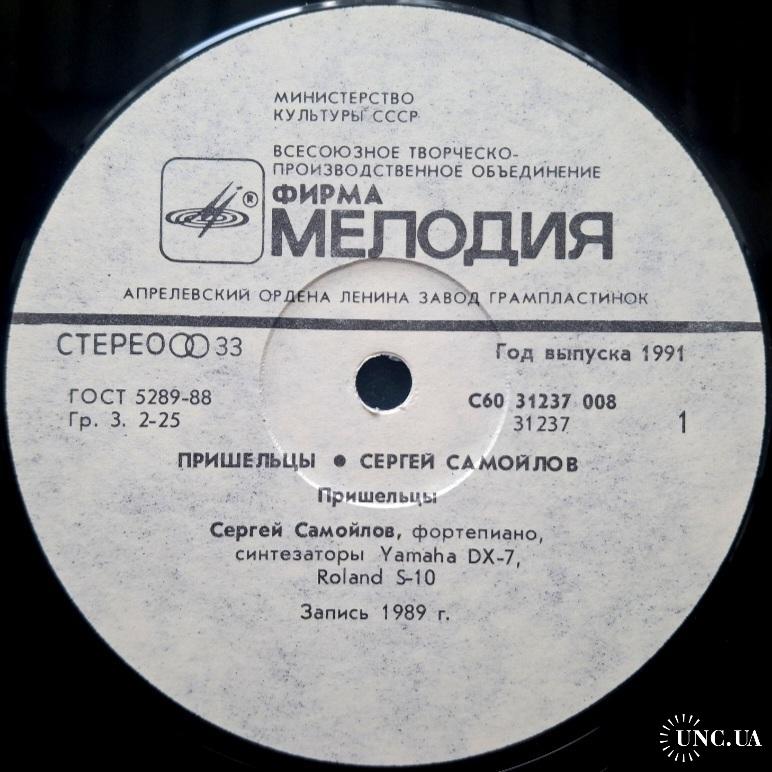 МИНИСТЕРСТВО
КУЛЬТУРЫ СССР
ВСЕСОЮЗНОЕ ТВОРЧЕСКО-
ПРОИЗВОДСТВЕННОЕ ОБЪЕДИНЕНИЕ
ФИРМА
®
МЕЛОДИЯ
АПРЕЛЕВСКИЙ ОРДЕНА ЛЕНИНА ЗАВОД ГРАМПЛАСТИНОК
СТЕРЕО 33
Год выпуска 1991
ГОСТ 5289-88
Гр. 3. 2-25
С60 31237 008
31237
1
ПРИШЕЛЬЦЫ ● СЕРГЕЙ САМОЙЛОВ
Пришельцы
Сергей Самойлов, фортепиано,
синтезаторы Yamaha DX-7,
Roland S-10
Запись 1989 г.
UNC.UA